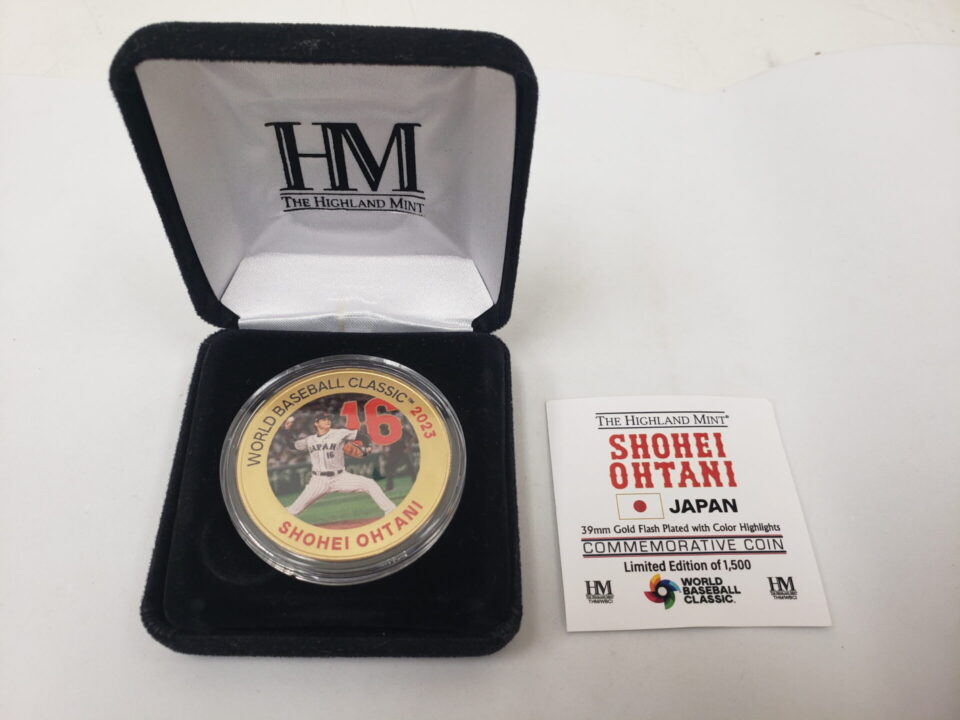 HM
THE HIGHLAND MINT
WORLD BASEBALL CLASSIC™ 2023
16
JAPAN
16
SHOHEI OHTANI
THE HIGHLAND MINT®
SHOHEI
OHTANI
JAPAN
39mm Gold Flash Plated with Color Highlights
COMMEMORATIVE COIN
Limited Edition of 1,500
HM
WORLD
BASEBALL
CLASSIC.
HM